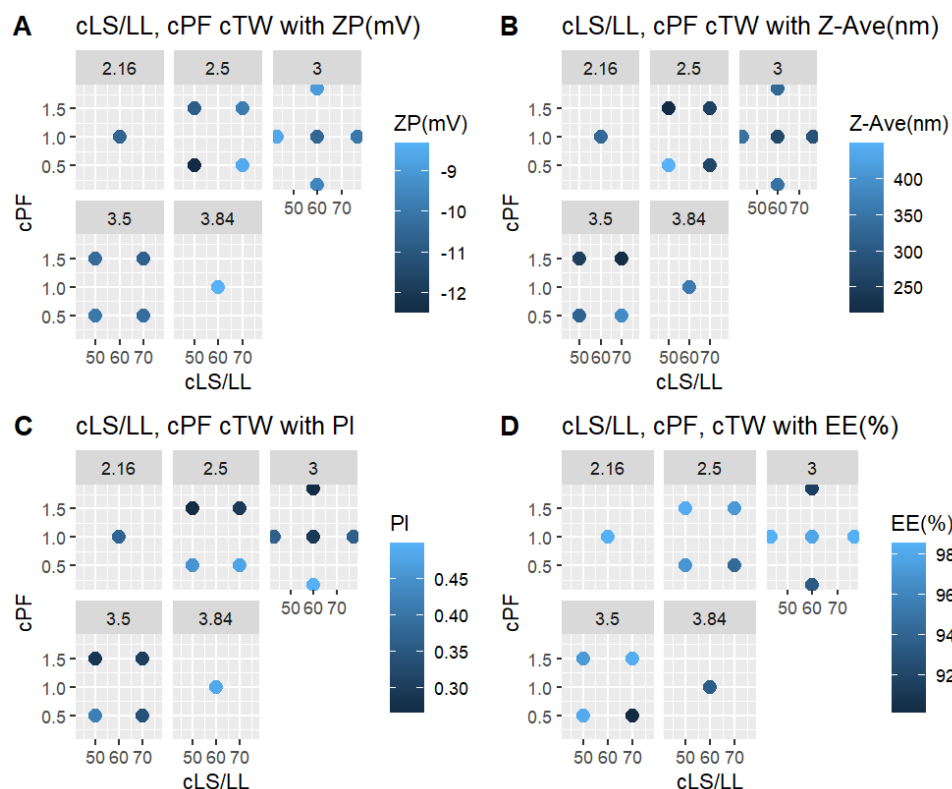 A cLS/LL, cPF cTW with ZP(mV)
2.16 2.5 3
1.5
1.0
0.5
50 60 70
3.5 3.84
1.5
1.0
0.5
50 60 70 50 60 70
cPF
cLS/LL
ZP(mV)
-9
-10
-11
-12
B cLS/LL, cPF cTW with Z-Ave(nm)
2.16 2.5 3
1.5
1.0
0.5
50 60 70
3.5 3.84
1.5
1.0
0.5
50 60 70 50 60 70
cPF
cLS/LL
Z-Ave(nm)
400
350
300
250
C cLS/LL, cPF cTW with PI
2.16 2.5 3
1.5
1.0
0.5
50 60 70
3.5 3.84
1.5
1.0
0.5
50 60 70 50 60 70
cPF
cLS/LL
PI
0.45
0.40
0.35
0.30
D cLS/LL, cPF, cTW with EE(%)
2.16 2.5 3
1.5
1.0
0.5
50 60 70
3.5 3.84
1.5
1.0
0.5
50 60 70 50 60 70
cPF
cLS/LL
EE(%)
98
96
94
92